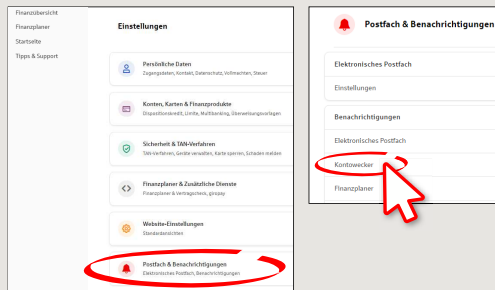 Finanzübersicht
Finanzplaner
Startseite
Tipps & Support
Einstellungen
Persönliche Daten
Zugangsdaten, Kontakt, Datenschutz, Vollmachten, Steuer
Konten, Karten & Finanzprodukte
Dispositionskredit, Limite, Multibanking, Überweisungsvorlagen
Sicherheit & TAN-Verfahren
TAN-Verfahren, Geräte verwalten, Karte sperren, Schaden melden
Finanzplaner & Zusätzliche Dienste
Finanzplaner & Vertragscheck, giropay
Website-Einstellungen
Standardansichten
Postfach & Benachrichtigungen
Elektronisches Postfach, Benachrichtigungen
Postfach & Benachrichtigungen
Elektronisches Postfach
Einstellungen
Benachrichtigungen
Elektronisches Postfach
Kontowecker
Finanzplaner